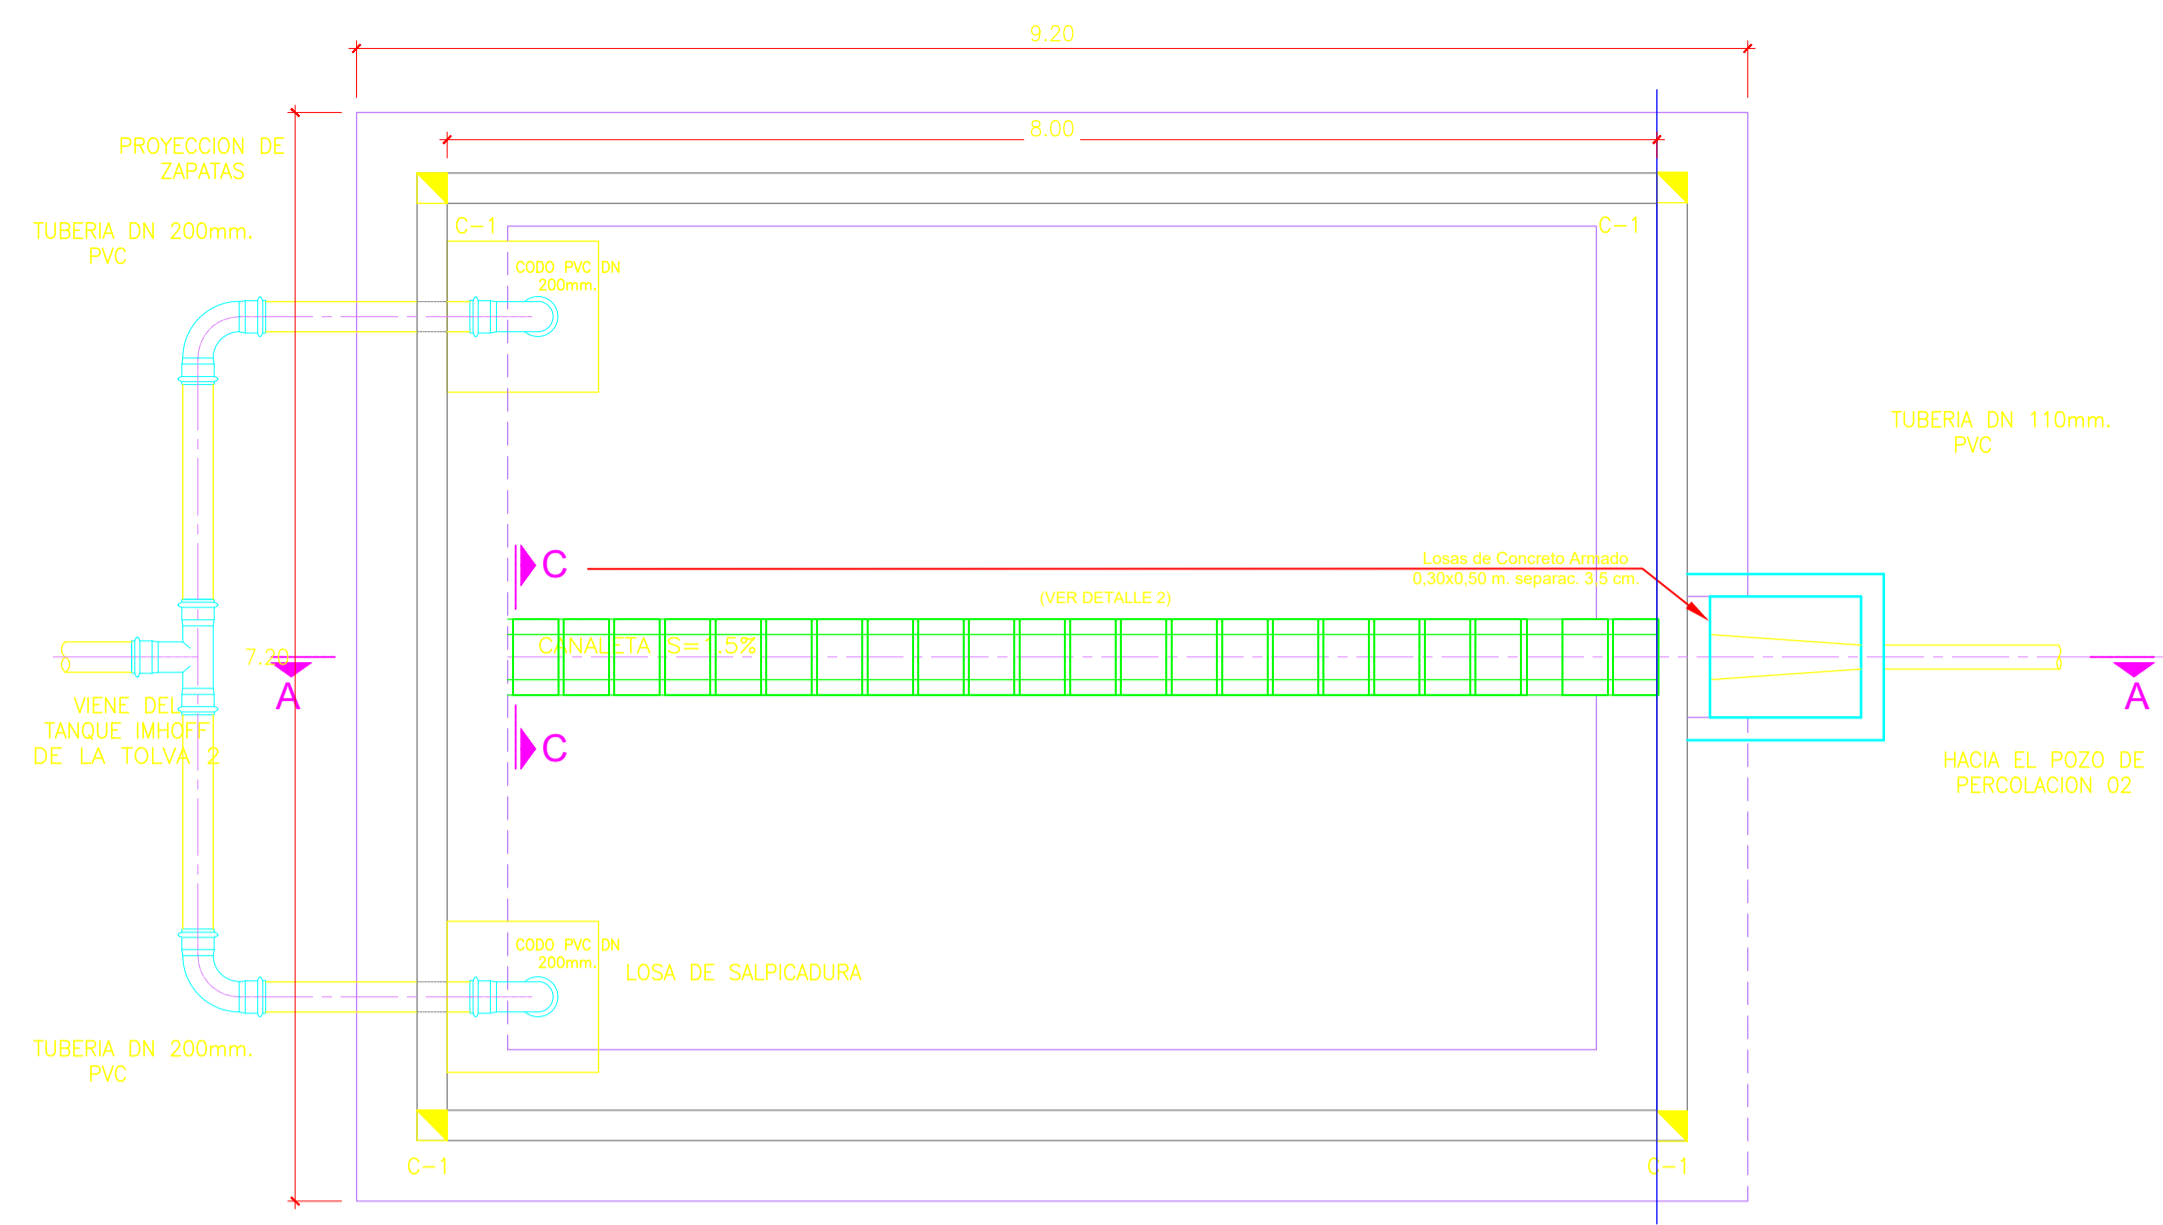 9.20
8.00
PROYECCION DE
ZAPATAS
TUBERIA DN 200mm.
PVC
C-1
C-1
CODO PVC DN
200mm.
TUBERIA DN 110mm.
PVC
C
Losas de Concreto Armado
0,30x0,50 m. separac. 3.5 cm.
(VER DETALLE 2)
CANALETA S=1.5%
7.20
A
A
VIENE DEL
TANQUE IMHOFF
DE LA TOLVA 2
C
HACIA EL POZO DE
PERCOLACION 02
CODO PVC DN
200mm.
LOSA DE SALPICADURA
TUBERIA DN 200mm.
PVC
C-1
C-1